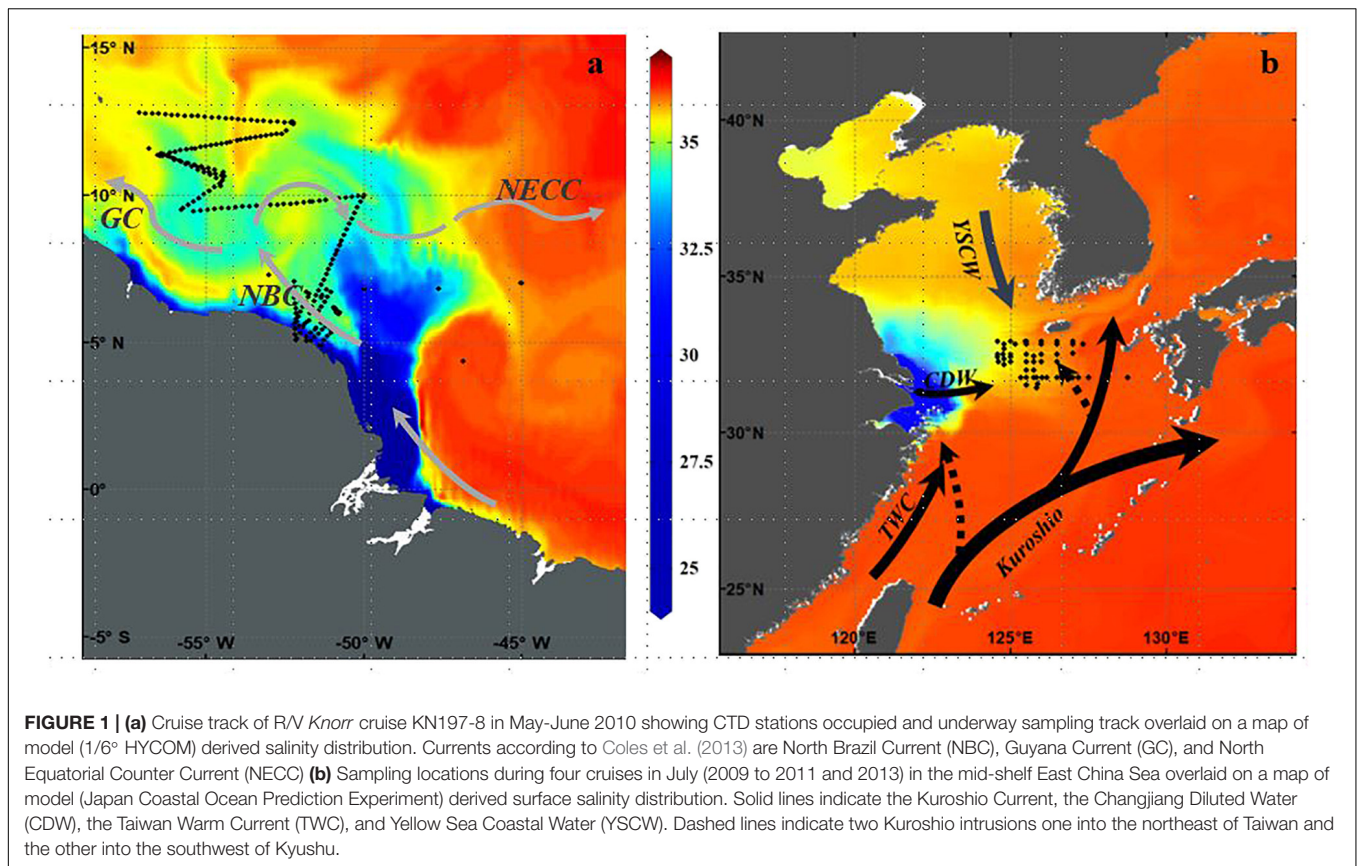 a
15° N
10° N
5° N
0°
-5° S
-55° W
-50° W
-45° W
GC
NBC
NECC
35
32.5
30
27.5
25
b
40°N
35°N
30°N
25°N
120°E
125°E
130°E
YSCW
CDW
TWC
Kuroshio
FIGURE 1 | (a) Cruise track of R/V Knorr cruise KN197-8 in May-June 2010 showing CTD stations occupied and underway sampling track overlaid on a map of
model (1/6° HYCOM) derived salinity distribution. Currents according to Coles et al. (2013) are North Brazil Current (NBC), Guyana Current (GC), and North
Equatorial Counter Current (NECC) (b) Sampling locations during four cruises in July (2009 to 2011 and 2013) in the mid-shelf East China Sea overlaid on a map of
model (Japan Coastal Ocean Prediction Experiment) derived surface salinity distribution. Solid lines indicate the Kuroshio Current, the Changjiang Diluted Water
(CDW), the Taiwan Warm Current (TWC), and Yellow Sea Coastal Water (YSCW). Dashed lines indicate two Kuroshio intrusions one into the northeast of Taiwan and
the other into the southwest of Kyushu.